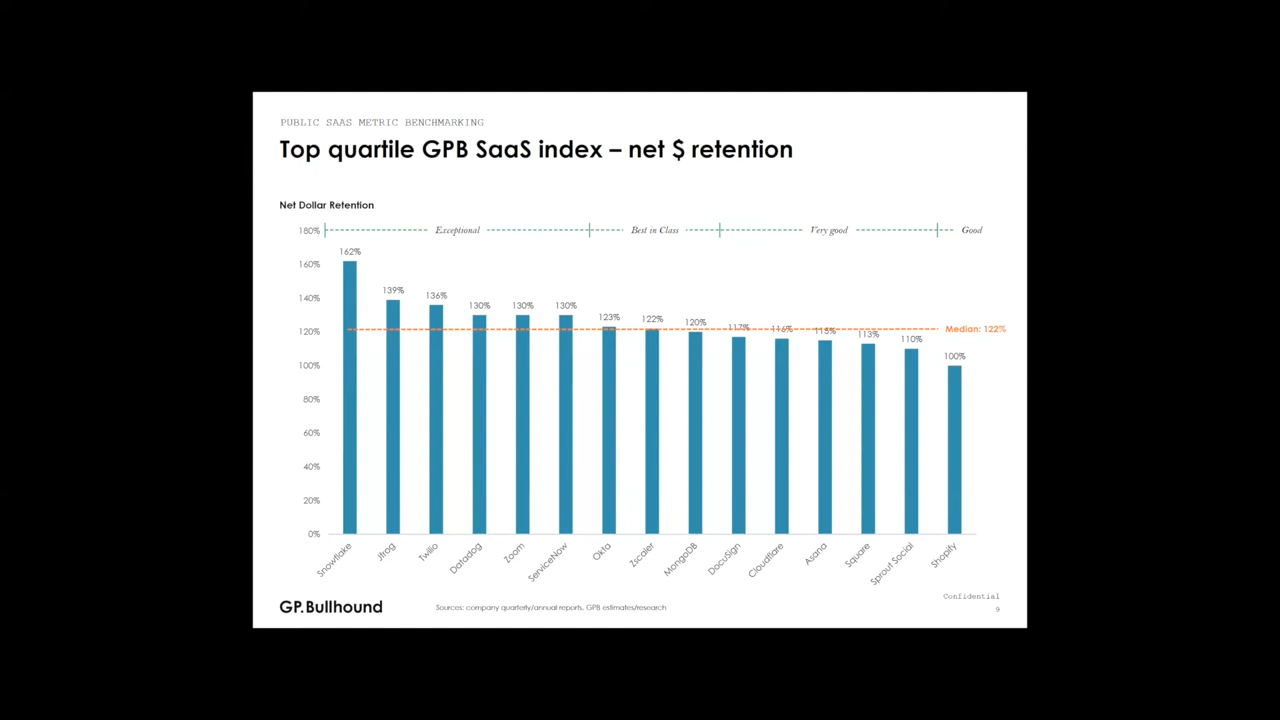 PUBLIC SAAS METRIC BENCHMARKING
Top quartile GPB SaaS index – net $ retention
Net Dollar Retention
180%
Exceptional
Best in Class
Very good
Good
162%
160%
139%
140%
136%
130%
130%
130%
123%
122%
120%
117%
116%
115%
113%
110%
100%
120%
Median: 122%
100%
80%
60%
40%
20%
0%
Snowflake
Jfrog
Twilio
Datadog
Zoom
ServiceNow
Okta
Zscaler
MongoDB
DocuSign
Cloudflare
Asana
Square
Sprout Social
Shopify
GP.Bullhound
Sources: company quarterly/annual reports, GPB estimates/research
Confidential
9